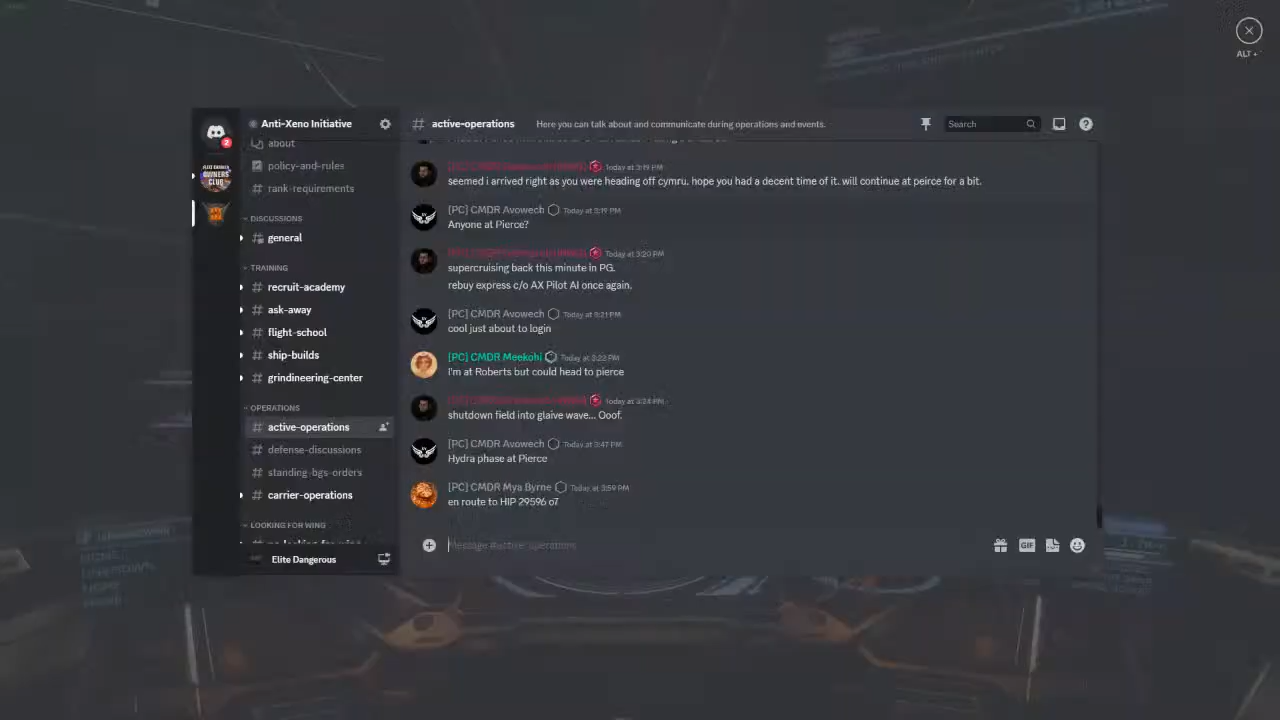 ALT +
Anti-Xeno Initiative
active-operations
Here you can talk about and communicate during operations and events.
Search
about
policy-and-rules
rank-requirements
DISCUSSIONS
general
TRAINING
recruit-academy
ask-away
flight-school
ship-builds
grindineering-center
OPERATIONS
active-operations
defense-discussions
standing-bgs-orders
carrier-operations
LOOKING FOR WING
Elite Dangerous
2
OWNERS
CLUB
Today at 3:19 PM
seemed i arrived right as you were heading off cymru. hope you had a decent time of it. will continue at peirce for a bit.
[PC] CMDR Avowech Today at 3:19 PM
Anyone at Pierce?
Today at 3:20 PM
supercruising back this minute in PG.
rebuy express c/o AX Pilot AI once again.
[PC] CMDR Avowech Today at 3:21 PM
cool just about to login
[PC] CMDR Meekohi Today at 3:22 PM
I'm at Roberts but could head to pierce
Today at 3:24 PM
shutdown field into glaive wave... Ooof.
[PC] CMDR Avowech Today at 3:47 PM
Hydra phase at Pierce
[PC] CMDR Mya Byrne Today at 3:59 PM
en route to HIP 29596 o7
Message #active-operations
GIF